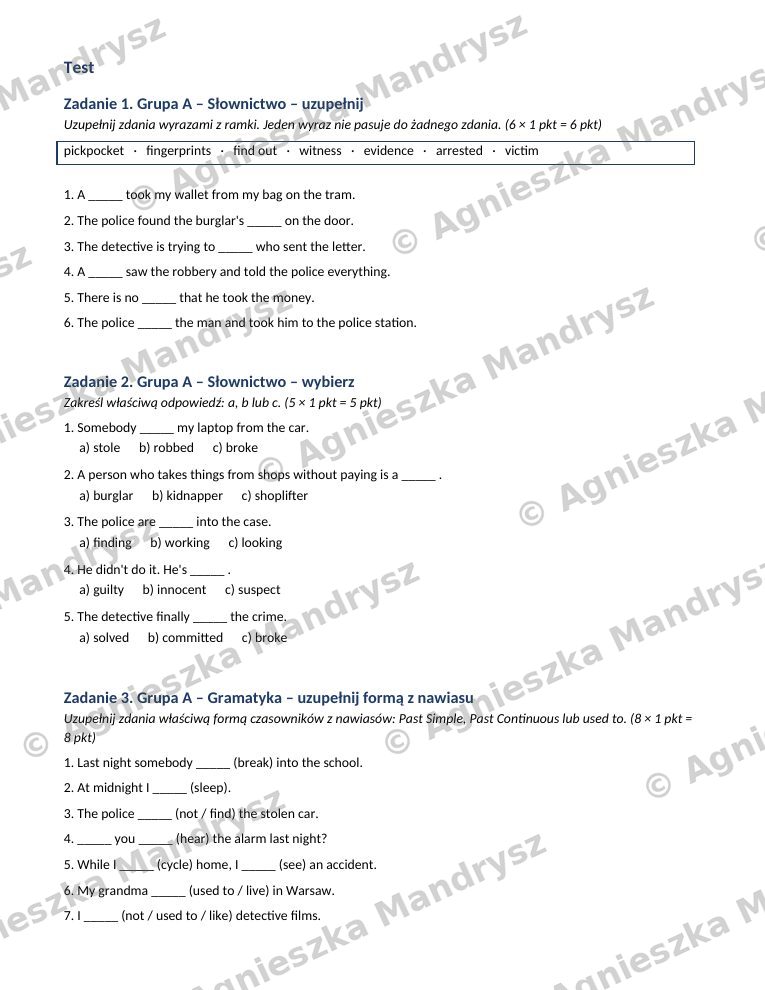 Test
Zadanie 1. Grupa A – Słownictwo – uzupełnij
Uzupełnij zdania wyrazami z ramki. Jeden wyraz nie pasuje do żadnego zdania. (6 × 1 pkt = 6 pkt)
pickpocket · fingerprints · find out · witness · evidence · arrested · victim
1. A _____ took my wallet from my bag on the tram.
2. The police found the burglar's _____ on the door.
3. The detective is trying to _____ who sent the letter.
4. A _____ saw the robbery and told the police everything.
5. There is no _____ that he took the money.
6. The police _____ the man and took him to the police station.
Zadanie 2. Grupa A – Słownictwo – wybierz
Zakreśl właściwą odpowiedź: a, b lub c. (5 × 1 pkt = 5 pkt)
1. Somebody _____ my laptop from the car.
a) stole b) robbed c) broke
2. A person who takes things from shops without paying is a _____ .
a) burglar b) kidnapper c) shoplifter
3. The police are _____ into the case.
a) finding b) working c) looking
4. He didn't do it. He's _____ .
a) guilty b) innocent c) suspect
5. The detective finally _____ the crime.
a) solved b) committed c) broke
Zadanie 3. Grupa A – Gramatyka – uzupełnij formą z nawiasu
Uzupełnij zdania właściwą formą czasowników z nawiasów: Past Simple, Past Continuous lub used to. (8 × 1 pkt =
8 pkt)
1. Last night somebody _____ (break) into the school.
2. At midnight I _____ (sleep).
3. The police _____ (not / find) the stolen car.
4. _____ you _____ (hear) the alarm last night?
5. While I _____ (cycle) home, I _____ (see) an accident.
6. My grandma _____ (used to / live) in Warsaw.
7. I _____ (not / used to / like) detective films.
© Agnieszka Mandrysz